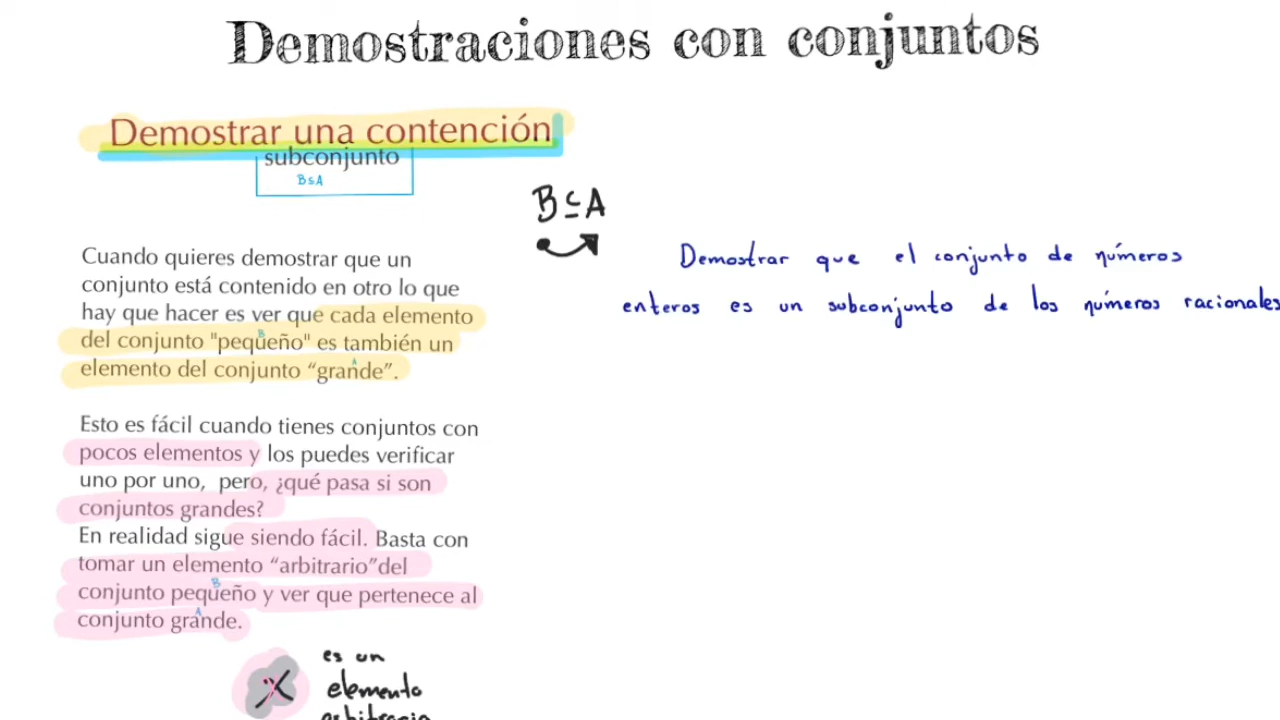 Demostraciones con conjuntos
Demostrar una contención
subconjunto
B⊆A
B⊆A
Cuando quieres demostrar que un
conjunto está contenido en otro lo que
hay que hacer es ver que cada elemento
B
del conjunto "pequeño" es también un
A
elemento del conjunto “grande”.
Esto es fácil cuando tienes conjuntos con
pocos elementos y los puedes verificar
uno por uno, pero, ¿qué pasa si son
conjuntos grandes?
En realidad sigue siendo fácil. Basta con
tomar un elemento “arbitrario”del
B
conjunto pequeño y ver que pertenece al
A
conjunto grande.
x
es un
elemento
arbitrario
Demostrar que el conjunto de números
enteros es un subconjunto de los números racionales